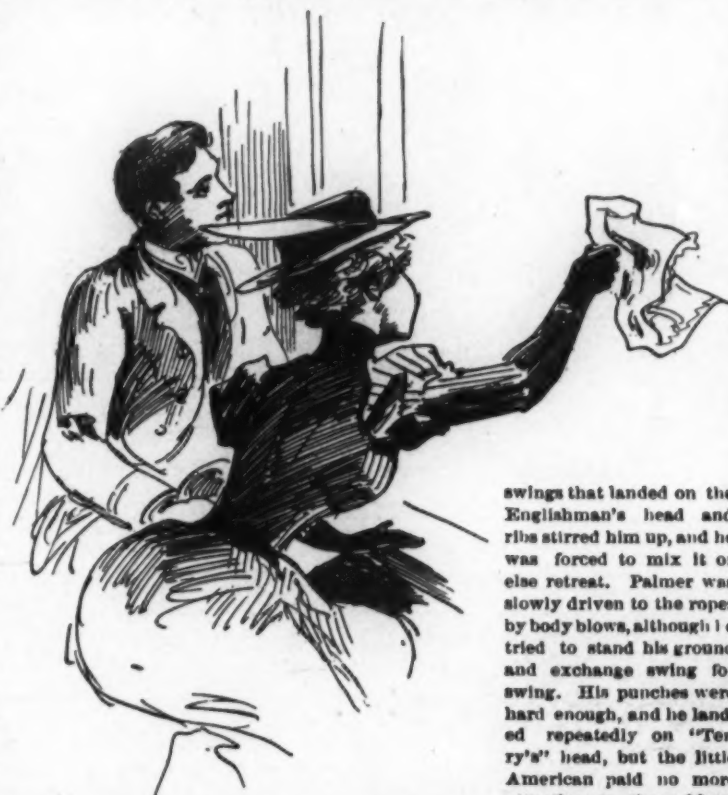 swings that landed on the
Englishman's head and
ribs stirred him up, and he
was forced to mix it or
else retreat. Palmer was
slowly driven to the ropes
by body blows, although
tried to stand his ground
and exchange swing for
swing. His punches were
hard enough, and he land-
ed repeatedly on "Ter
ry's" head, but the little
American paid no more